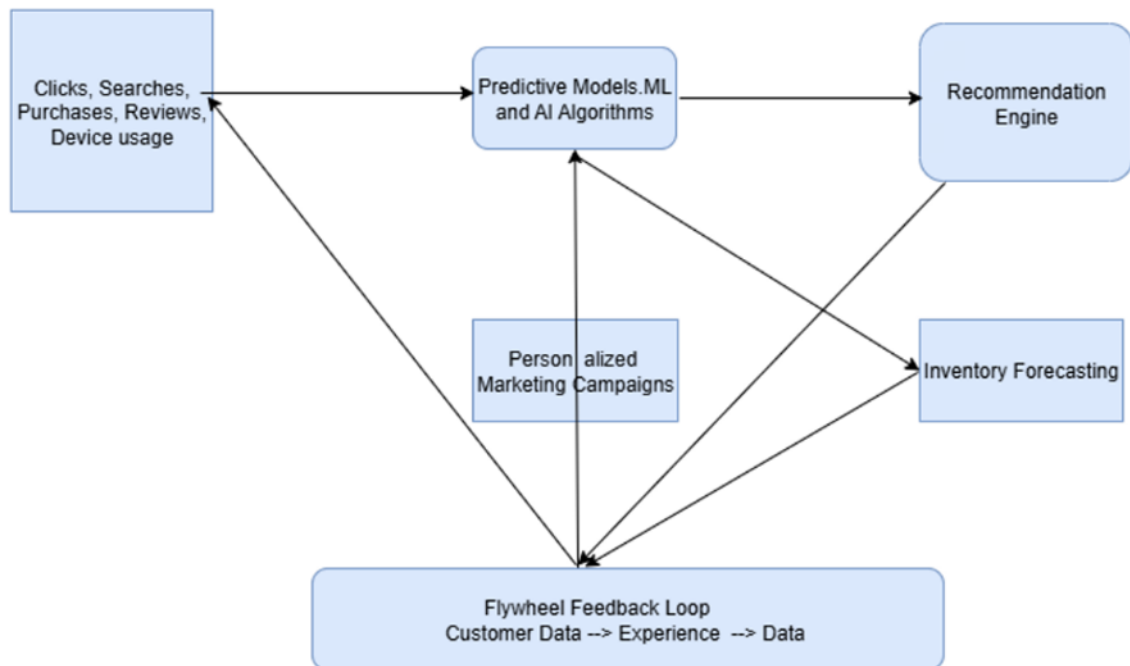 Clicks, Searches,
Purchases, Reviews,
Device usage
Predictive Models.ML
and AI Algorithms
Recommendation
Engine
Person alized
Marketing Campaigns
Inventory Forecasting
Flywheel Feedback Loop
Customer Data --> Experience --> Data